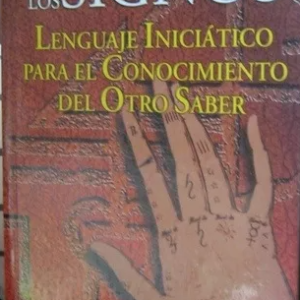 LOS SIGNOS
LENGUAJE INICIÁTICO
PARA EL CONOCIMIENTO
DEL OTRO SABER